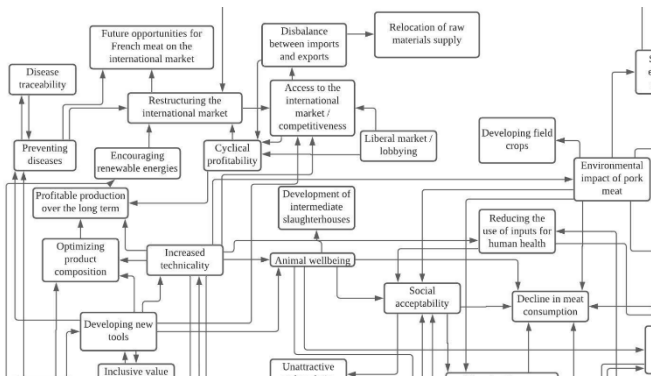 Future opportunities for
French meat on the
international market
Disbalance
between imports
and exports
Relocation of raw
materials supply
Disease
traceability
Restructuring the
international market
Access to the
international
market /
competitiveness
Preventing
diseases
Encouraging
renewable energies
Cyclical
profitability
Liberal market /
lobbying
Developing field
crops
Environmental
impact of pork
meat
Profitable production
over the long term
Development of
intermediate
slaughterhouses
Reducing
the use of inputs for
human health
Optimizing
product
composition
Increased
technicality
Animal wellbeing
Social
acceptability
Decline in meat
consumption
Developing new
tools
Inclusive value
Unattractive